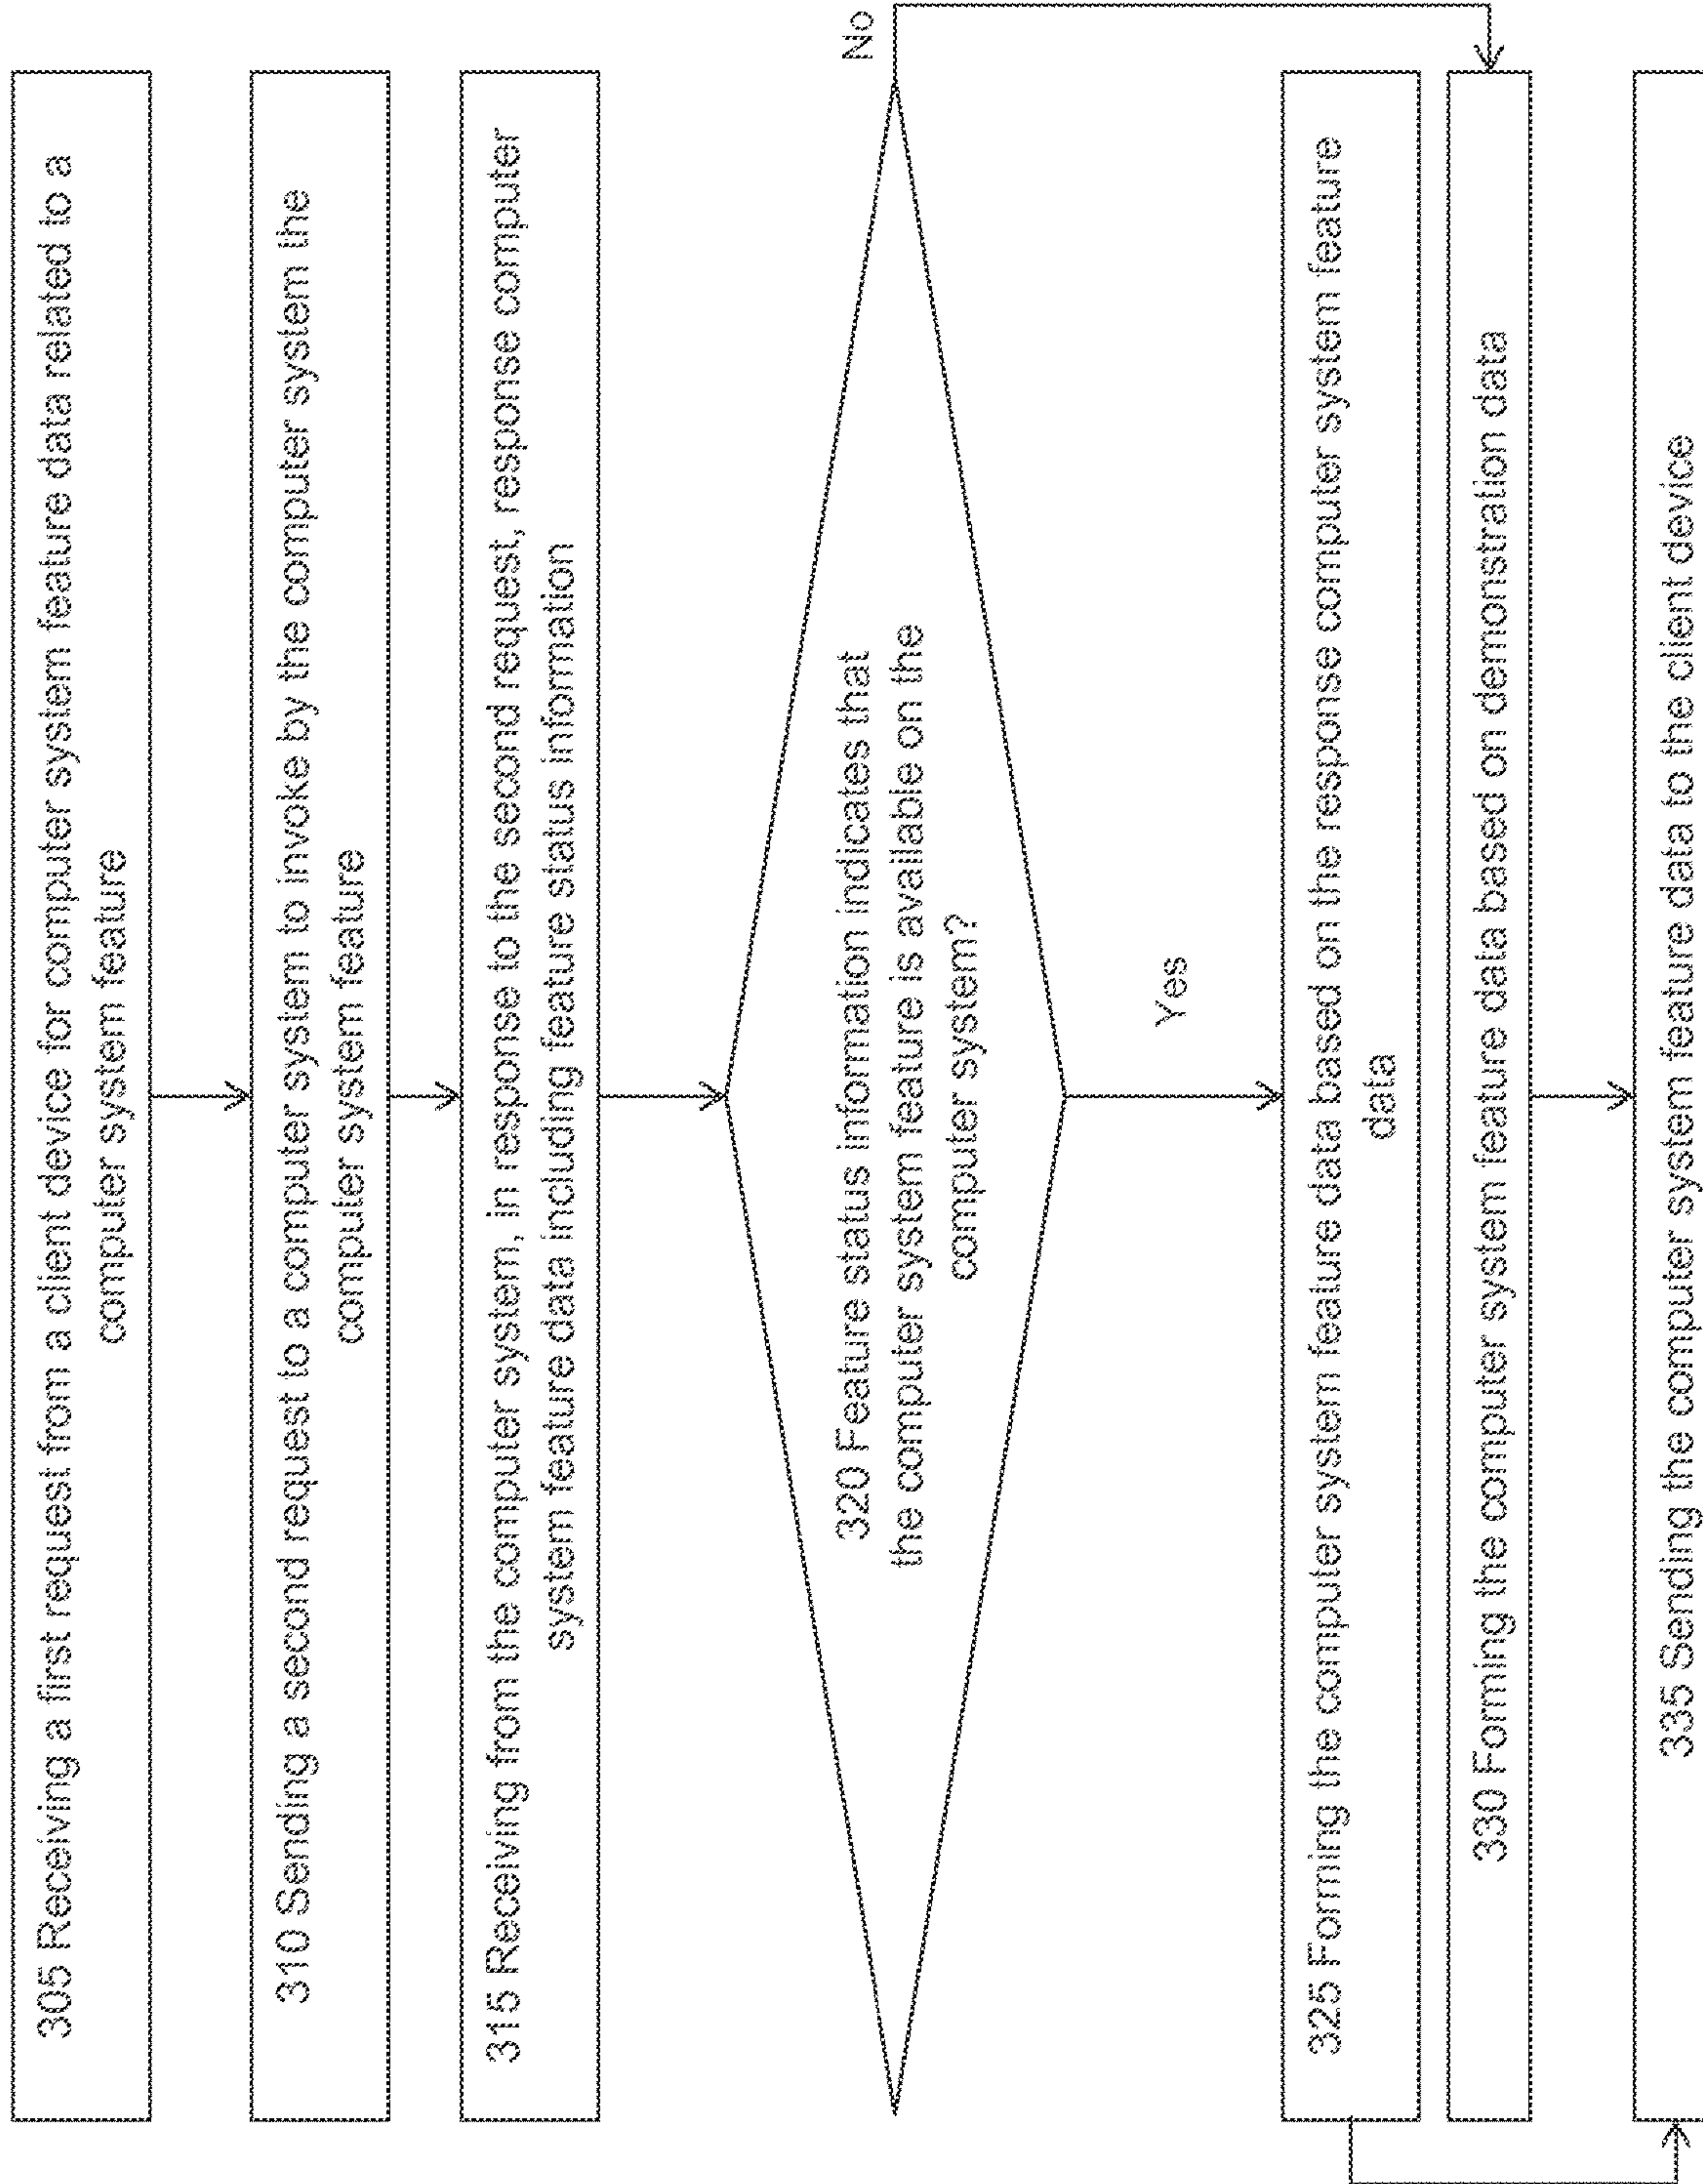 305 Receiving a first request from a client device for computer system feature data related to a
computer system feature
310 Sending a second request to a computer system to invoke by the computer system the
computer system feature
315 Receiving from the computer system, in response to the second request, response computer
system feature data including feature status information
320 Feature status information indicates that
the computer system feature is available on the
computer system?
No
Yes
325 Forming the computer system feature data based on the response computer system feature
data
330 Forming the computer system feature data based on demonstration data
335 Sending the computer system feature data to the client device